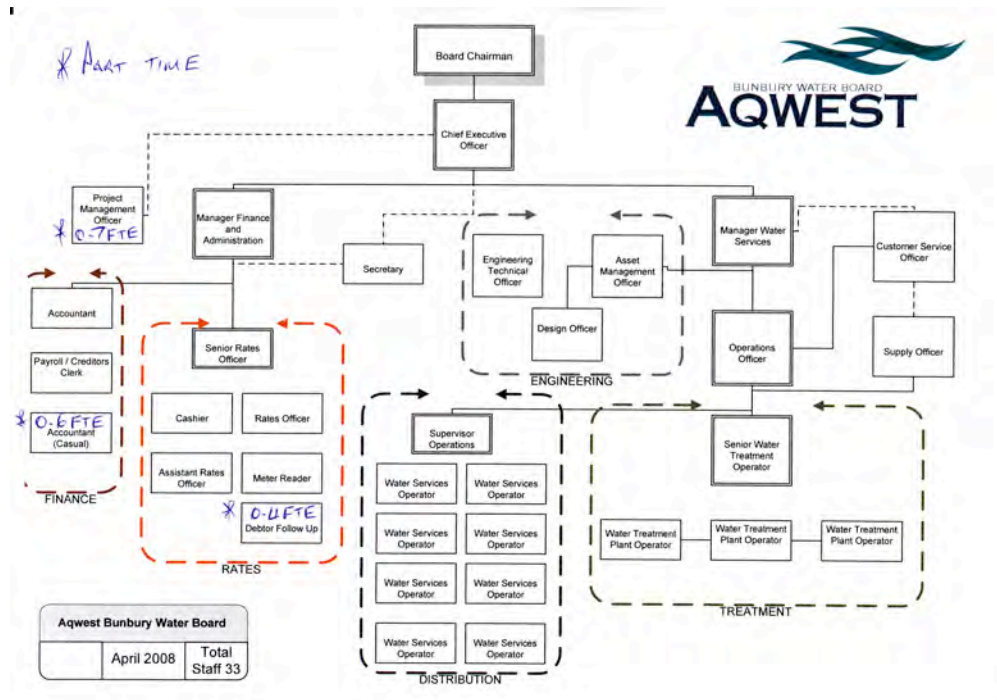 * PART TIME
Board Chairman
BUNBURY WATER BOARD
AQWEST
Chief Executive
Officer
Project
Management
Officer
* 0-7 FTE
Manager Finance
and
Administration
Secretary
Engineering
Technical
Officer
Asset
Management
Officer
Design Officer
ENGINEERING
Manager Water
Services
Customer Service
Officer
Operations
Officer
Supply Officer
Accountant
Payroll / Creditors
Clerk
* 0-6 FTE
Accountant
(Casual)
FINANCE
Senior Rates
Officer
Cashier
Rates Officer
Assistant Rates
Officer
Meter Reader
* 0-4 FTE
Debtor Follow Up
RATES
Supervisor
Operations
Water Services
Operator
Water Services
Operator
Water Services
Operator
Water Services
Operator
Water Services
Operator
Water Services
Operator
Water Services
Operator
Water Services
Operator
DISTRIBUTION
Senior Water
Treatment
Operator
Water Treatment
Plant Operator
Water Treatment
Plant Operator
Water Treatment
Plant Operator
TREATMENT
Aqwest Bunbury Water Board
April 2008
Total
Staff 33